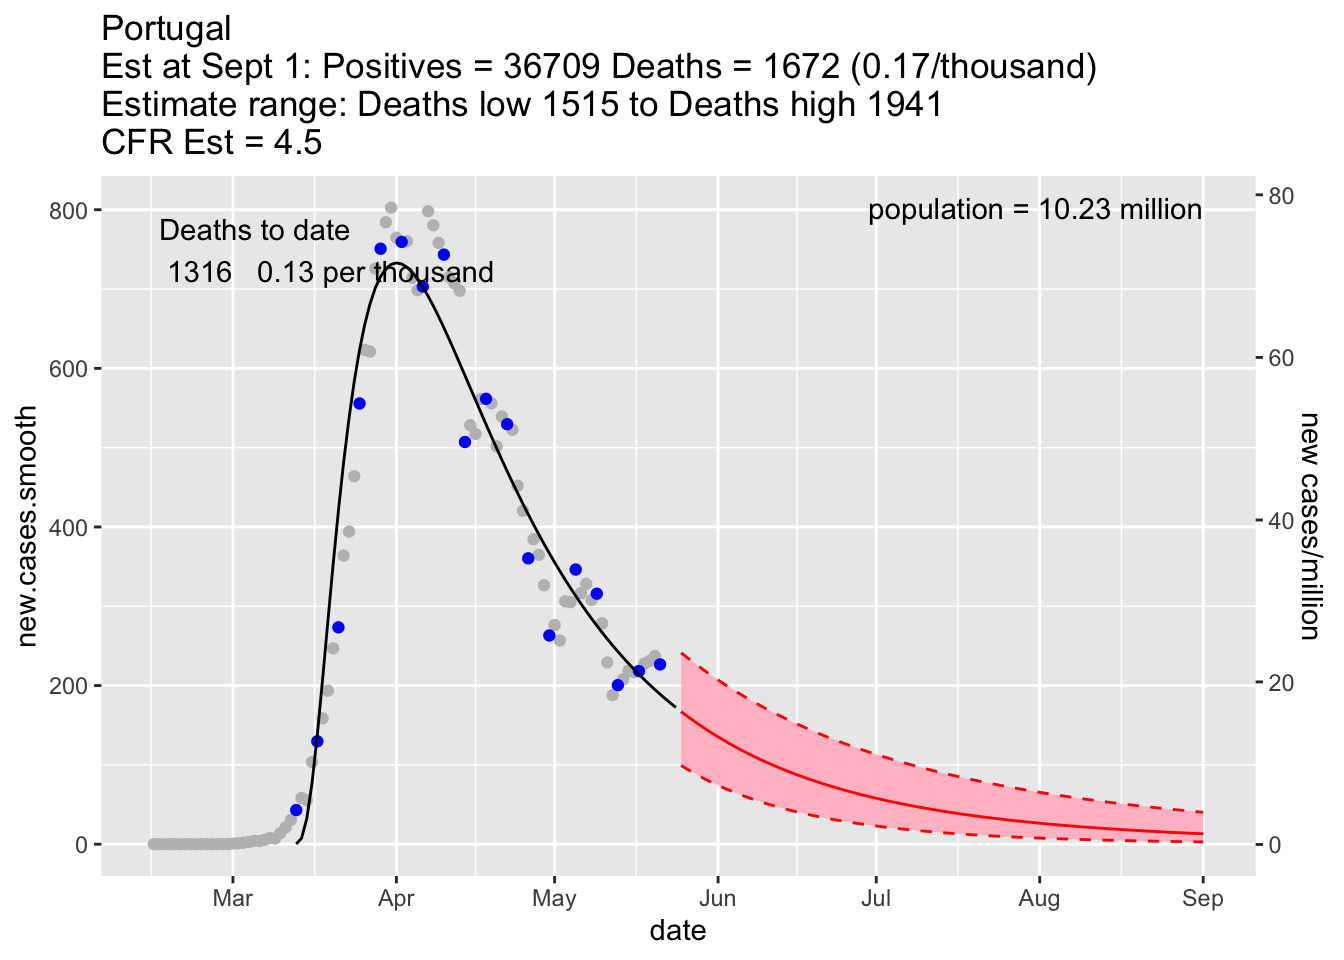 Portugal
Est at Sept 1: Positives = 36709 Deaths = 1672 (0.17/thousand)
Estimate range: Deaths low 1515 to Deaths high 1941
CFR Est = 4.5
population = 10.23 million
Deaths to date
1316 0.13 per thousand
new.cases.smooth
800
600
400
200
0
80
60
40
20
0
new cases/million
Mar Apr May Jun Jul Aug Sep
date